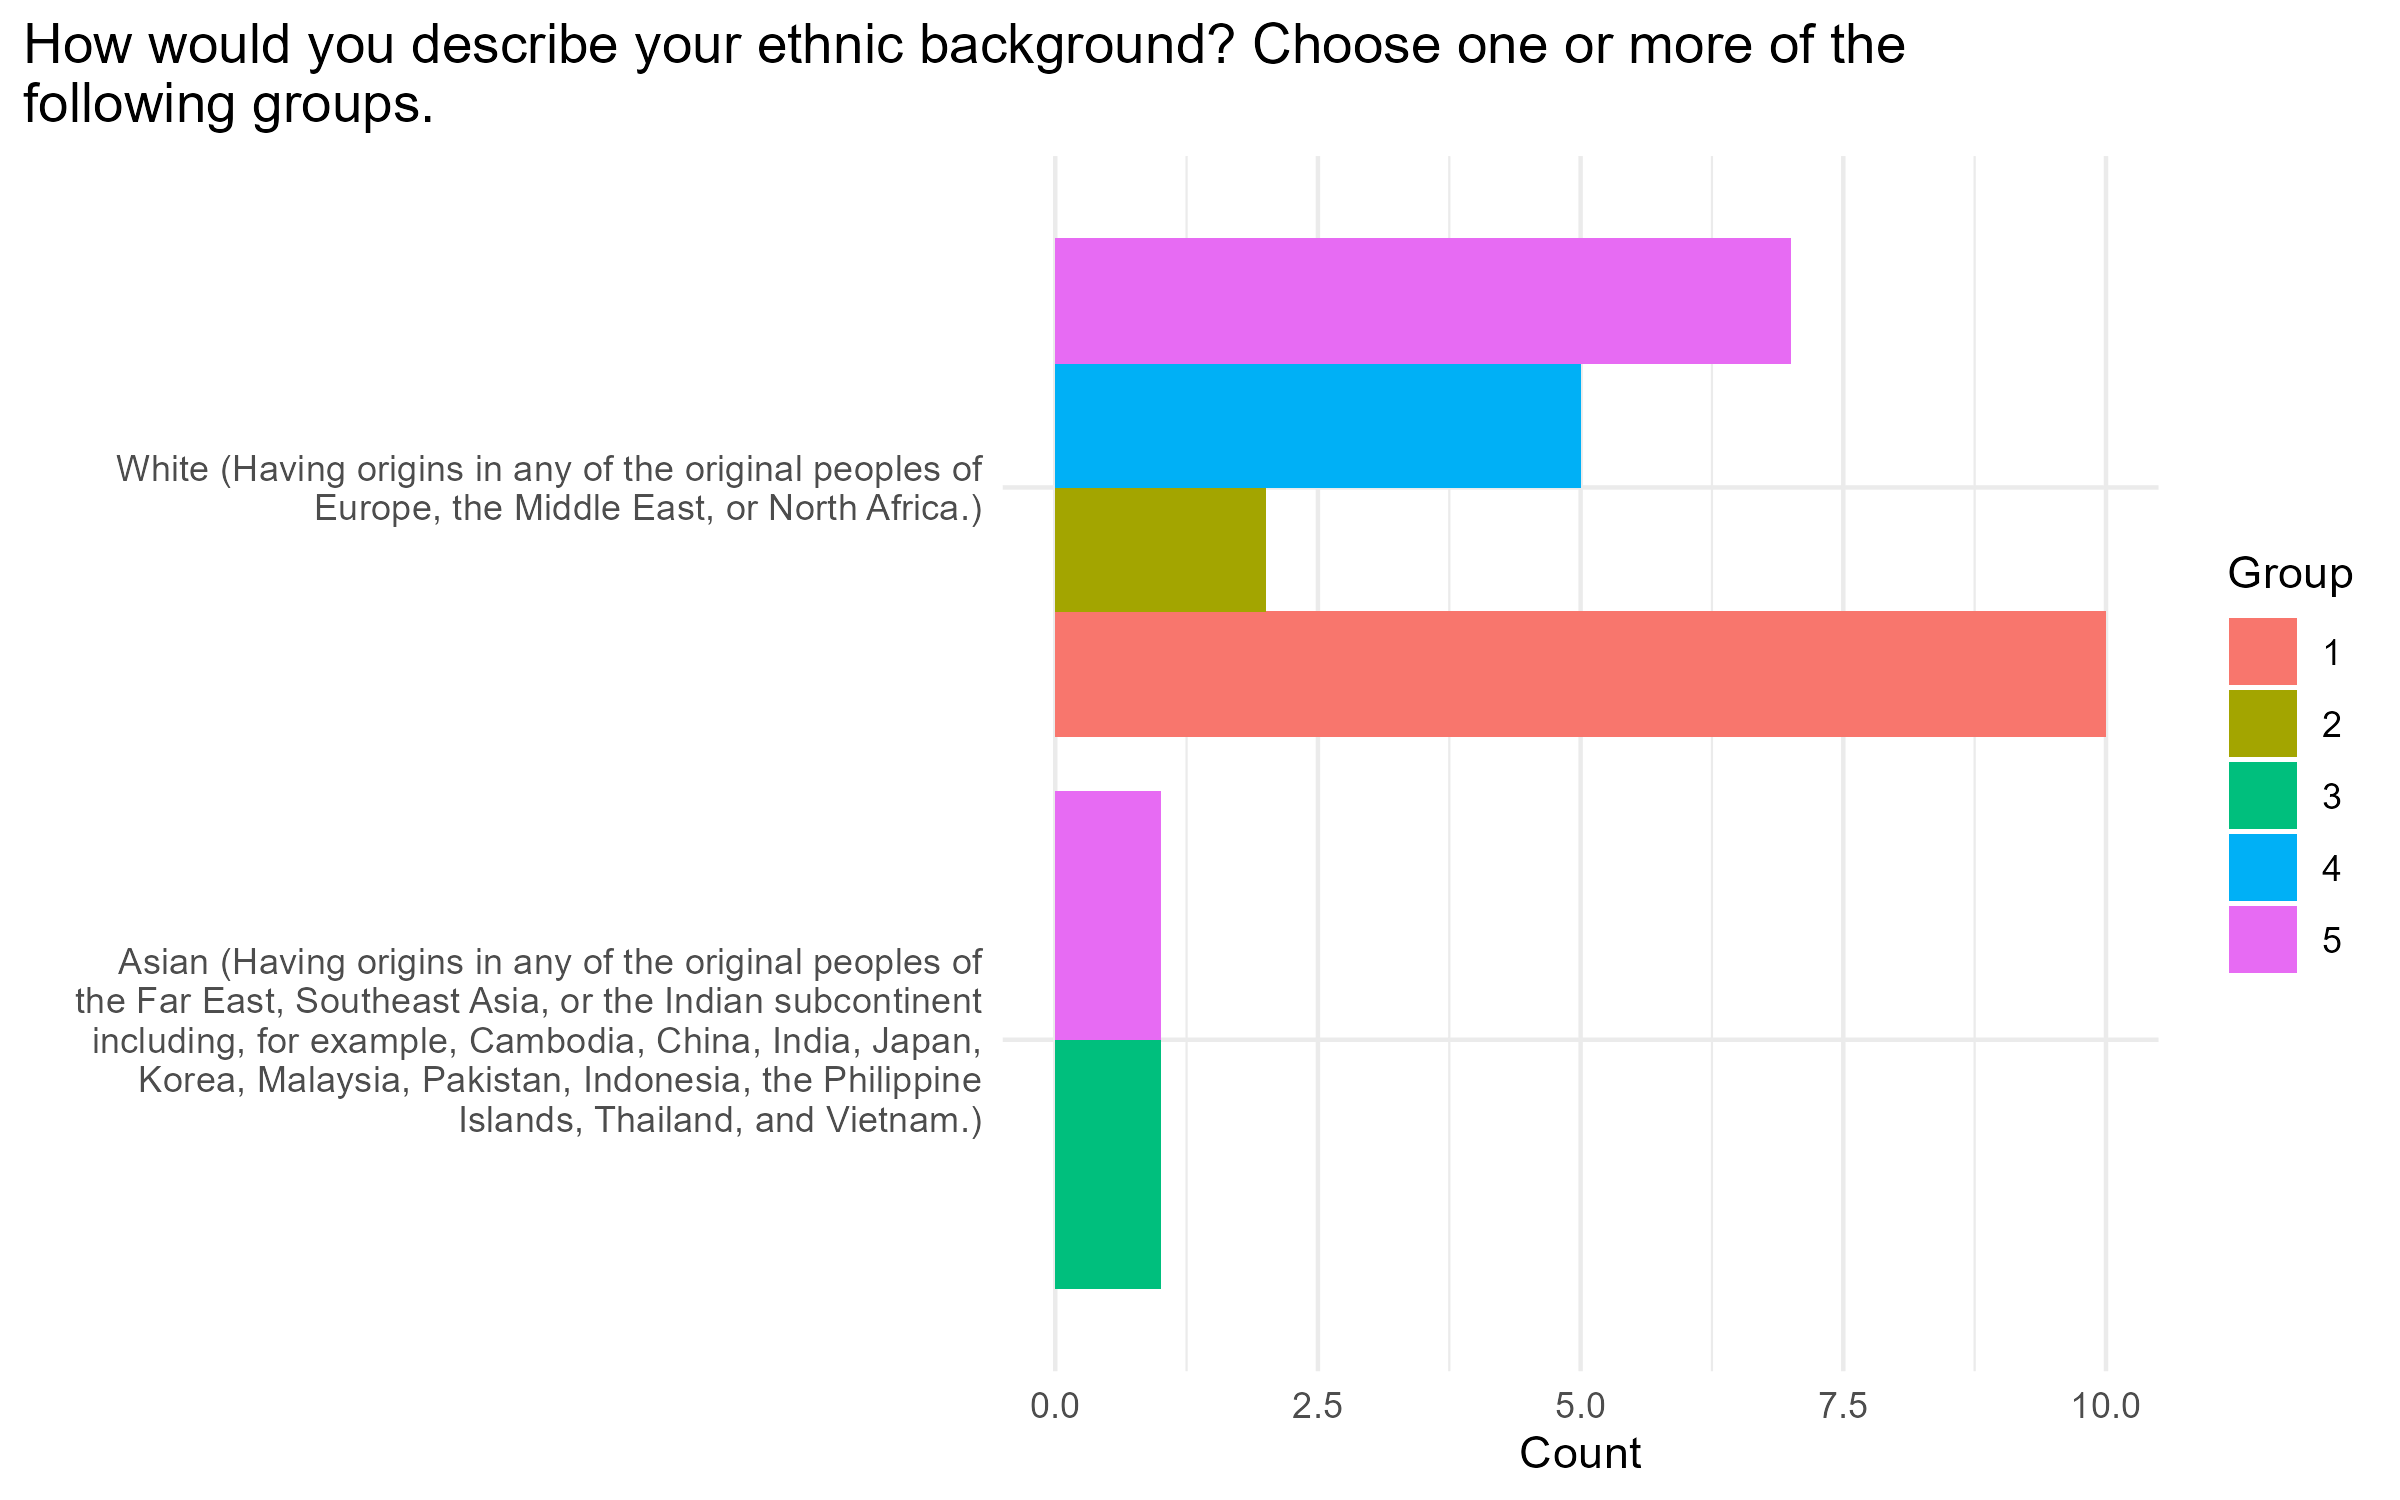 How would you describe your ethnic background? Choose one or more of the
following groups.
White (Having origins in any of the original peoples of
Europe, the Middle East, or North Africa.)
Asian (Having origins in any of the original peoples of
the Far East, Southeast Asia, or the Indian subcontinent
including, for example, Cambodia, China, India, Japan,
Korea, Malaysia, Pakistan, Indonesia, the Philippine
Islands, Thailand, and Vietnam.)
0.0 2.5 5.0 7.5 10.0
Count
Group
1
2
3
4
5